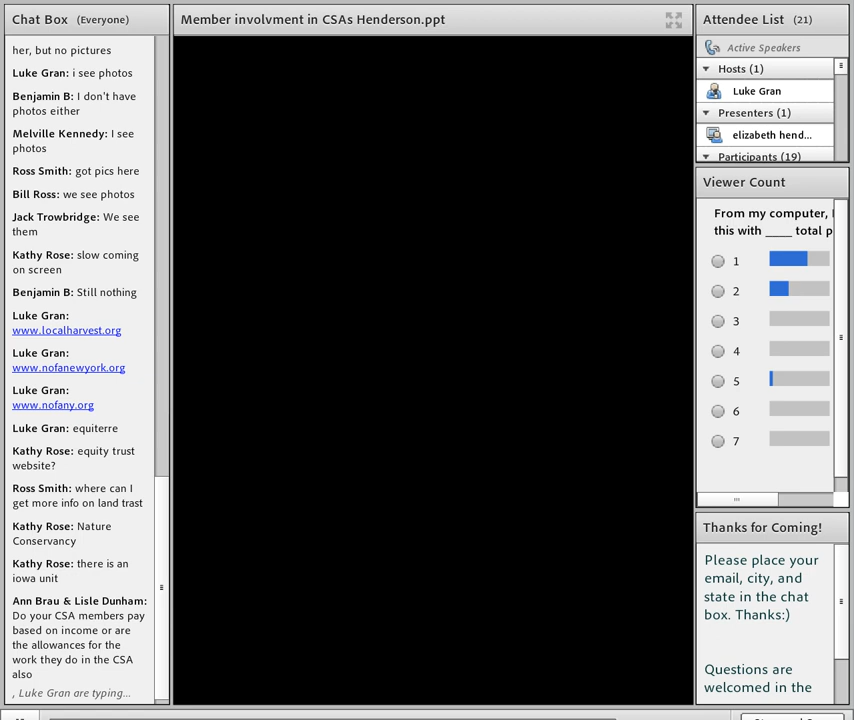 Chat Box (Everyone)
her, but no pictures
Luke Gran: i see photos
Benjamin B: I don't have
photos either
Melville Kennedy: I see
photos
Ross Smith: got pics here
Bill Ross: we see photos
Jack Trowbridge: We see
them
Kathy Rose: slow coming
on screen
Benjamin B: Still nothing
Luke Gran:
www.localharvest.org
Luke Gran:
www.nofanewyork.org
Luke Gran:
www.nofany.org
Luke Gran: equiterre
Kathy Rose: equity trust
website?
Ross Smith: where can I
get more info on land trast
Kathy Rose: Nature
Conservancy
Kathy Rose: there is an
iowa unit
Ann Brau & Lisle Dunham:
Do your CSA members pay
based on income or are
the allowances for the
work they do in the CSA
also
, Luke Gran are typing...
Member involvment in CSAs Henderson.ppt
Attendee List (21)
Active Speakers
Hosts (1)
Luke Gran
Presenters (1)
elizabeth hend...
Participants (19)
Viewer Count
From my computer,
this with ____ total p
1
2
3
4
5
6
7
Thanks for Coming!
Please place your
email, city, and
state in the chat
box. Thanks:)
Questions are
welcomed in the